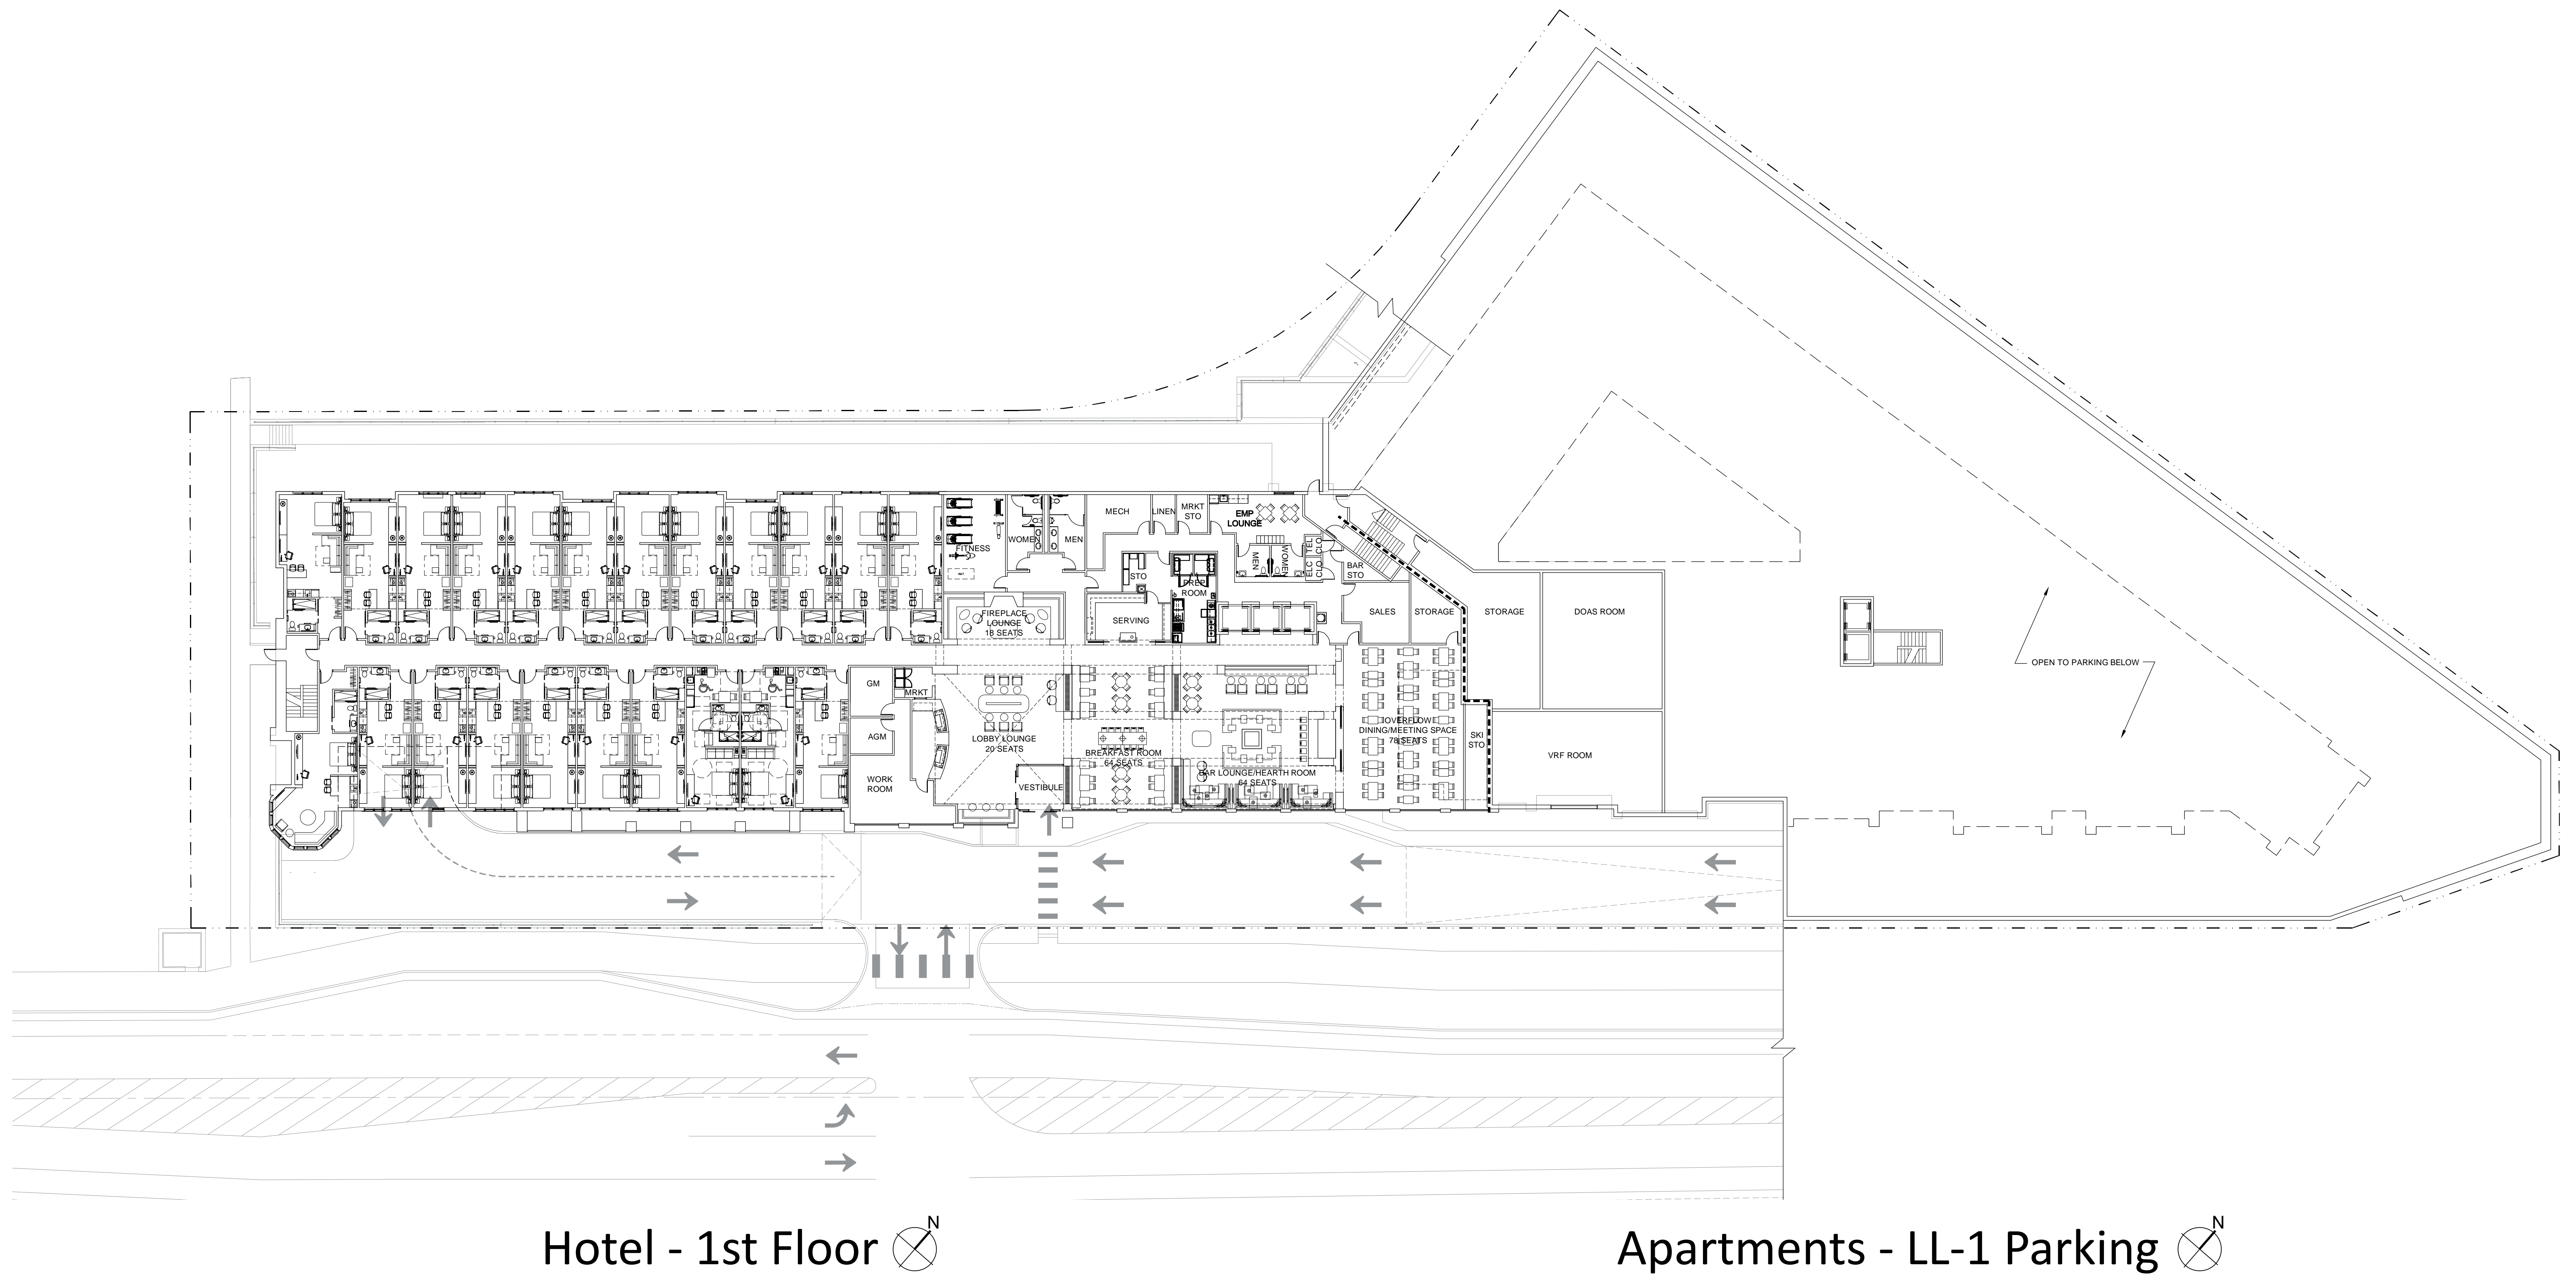 MECH
LINEN
MRKT
STO
EMP
LOUNGE
FITNESS
WOMEN
MEN
MEN
WOMEN
ELC
TEL
CLO
CLO
BAR
STO
STO
PREP
ROOM
FIREPLACE
LOUNGE
18 SEATS
SERVING
SALES
STORAGE
STORAGE
DOAS ROOM
OPEN TO PARKING BELOW
GM
MRKT
AGM
LOBBY LOUNGE
20 SEATS
OVERFLOW
DINING/MEETING SPACE
78 SEATS
SKI
STO
BREAKFAST ROOM
64 SEATS
VRF ROOM
WORK
ROOM
VESTIBULE
BAR LOUNGE/HEARTH ROOM
64 SEATS
Hotel - 1st Floor
N
Apartments - LL-1 Parking
N